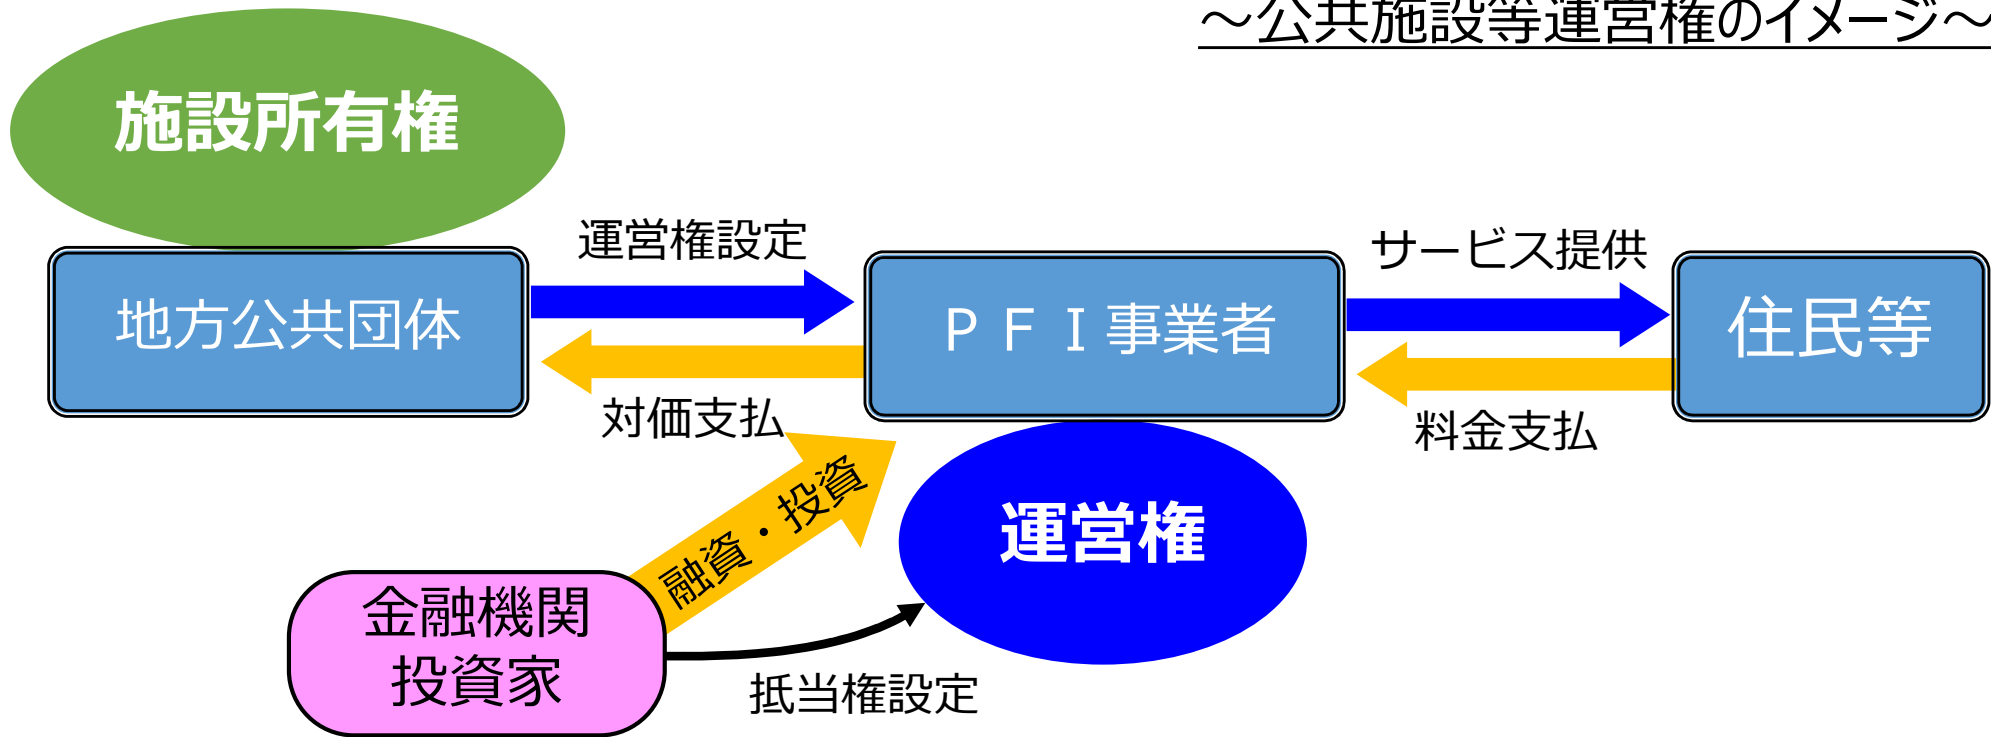 ～公共施設等運営権のイメージ～
施設所有権
運営権設定
サービス提供
地方公共団体
ＰＦＩ事業者
住民等
対価支払
料金支払
融資・投資
運営権
金融機関
投資家
抵当権設定